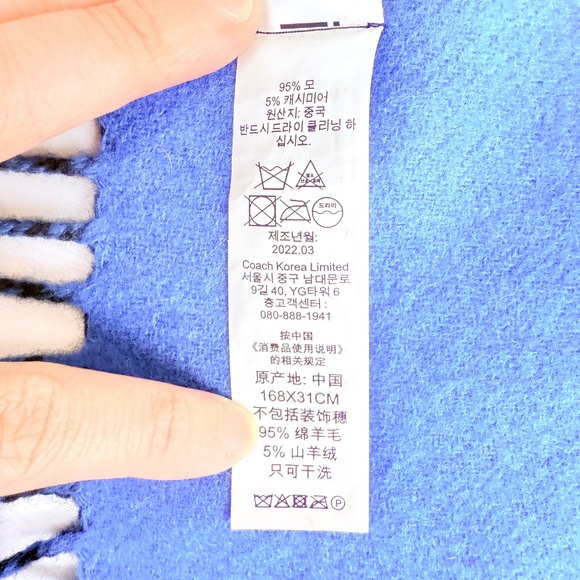 95% 모
5% 캐시미어
원산지: 중국
반드시 드라이 클리닝 하
십시오.
드라이
제조년월:
2022.03
Coach Korea Limited
서울시 중구 남대문로
9길 40, YG타워 6
층고객센터 :
080-888-1941
按中国
《消费品使用说明》
的相关规定
原产地: 中国
168X31CM
不包括装饰穗
95% 绵羊毛
5% 山羊绒
只可干洗
P